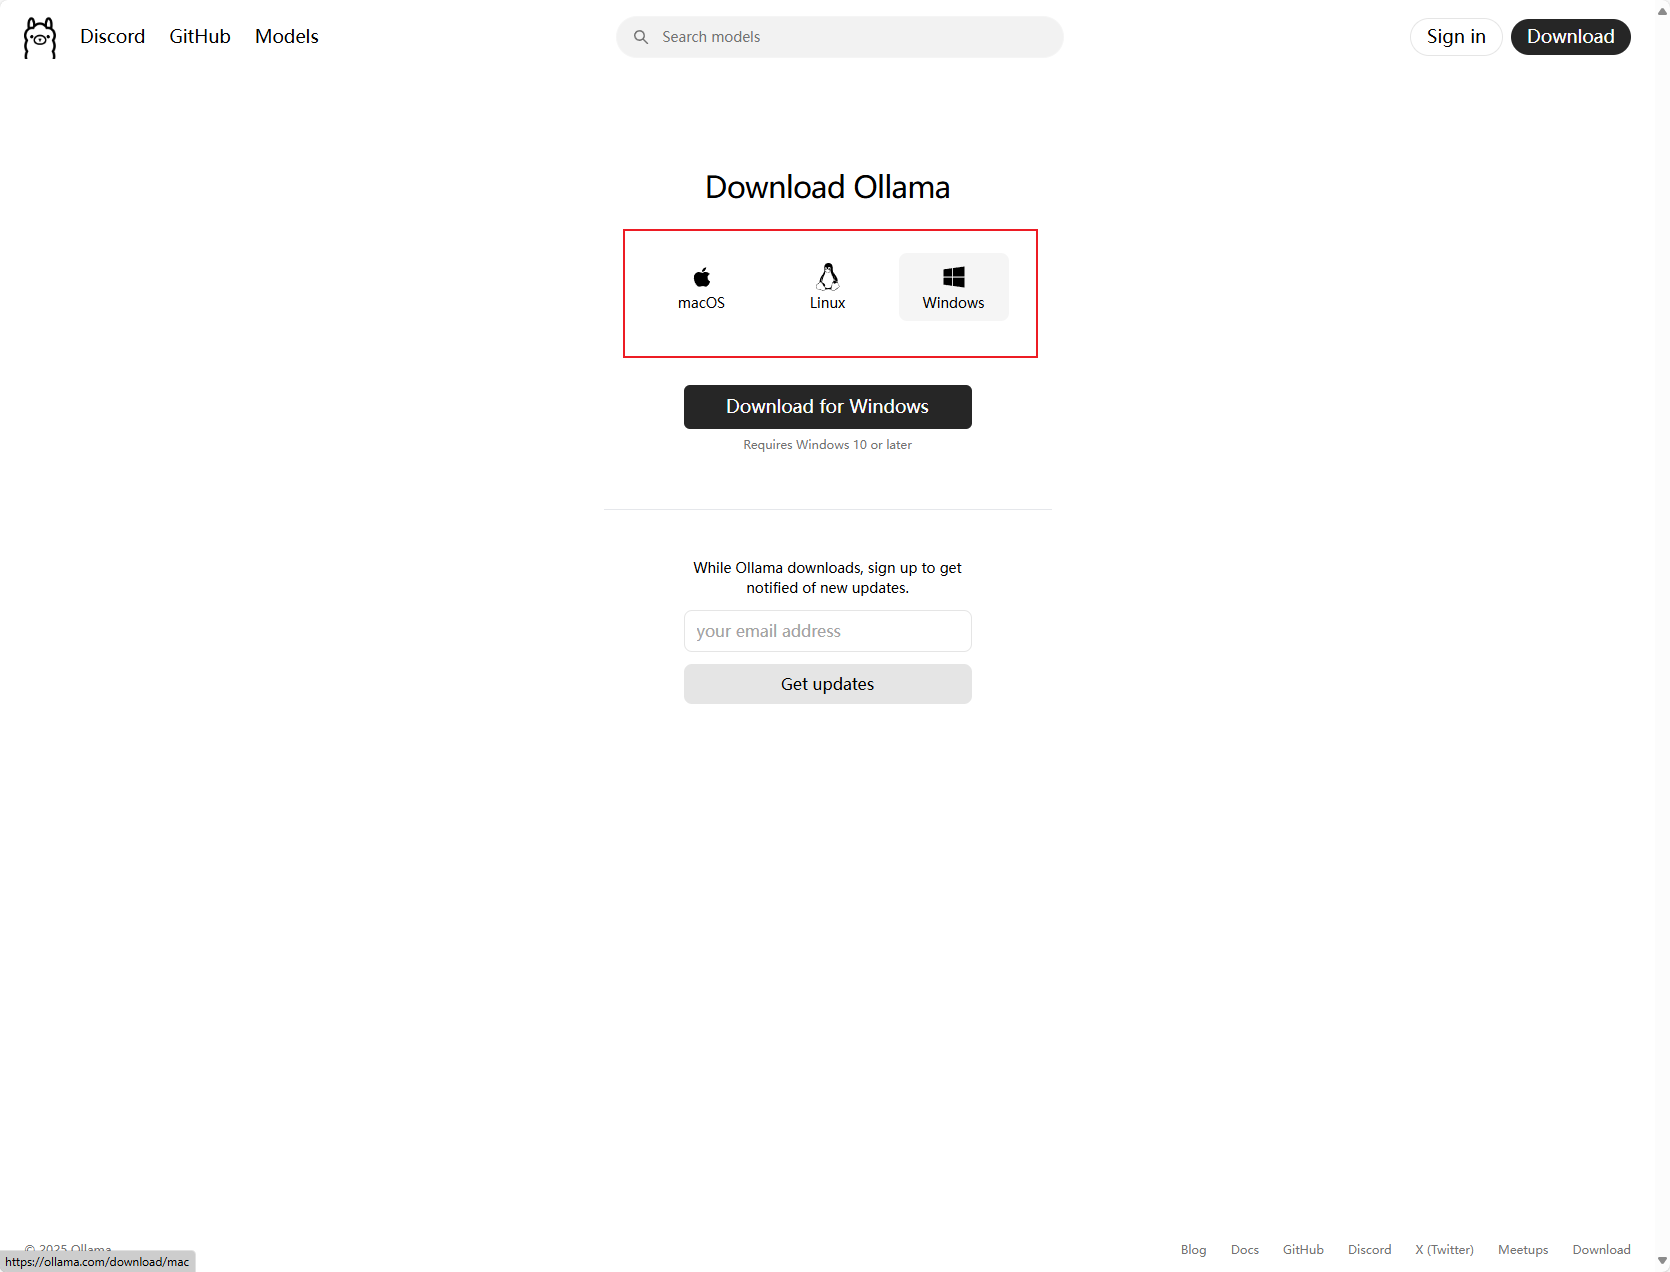 Discord GitHub Models
Search models
Sign in Download
Download Ollama
macOS Linux Windows
Download for Windows
Requires Windows 10 or later
While Ollama downloads, sign up to get
notified of new updates.
your email address
Get updates
© 2025 Ollama
Blog Docs GitHub Discord X (Twitter) Meetups Download
https://ollama.com/download/mac